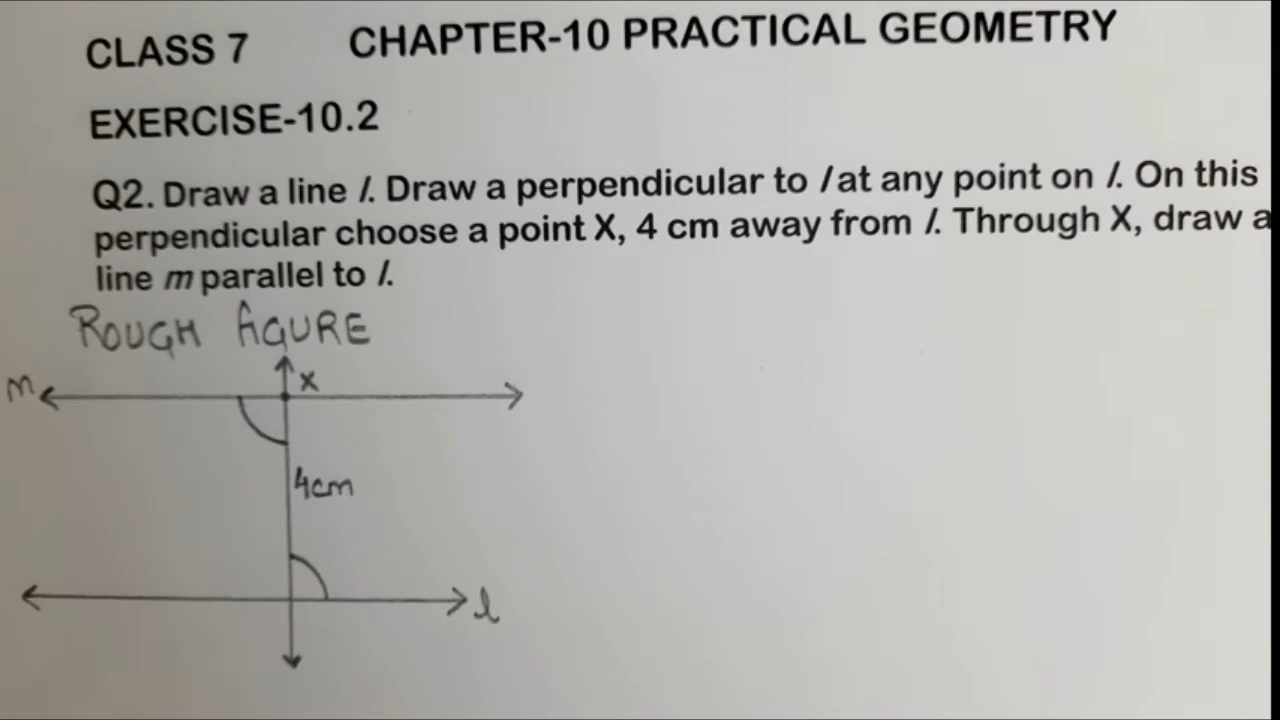 CLASS 7 CHAPTER-10 PRACTICAL GEOMETRY
EXERCISE-10.2
Q2. Draw a line l. Draw a perpendicular to l at any point on l. On this
perpendicular choose a point X, 4 cm away from l. Through X, draw a
line m parallel to l.
ROUGH FIGURE
m x
4cm
l